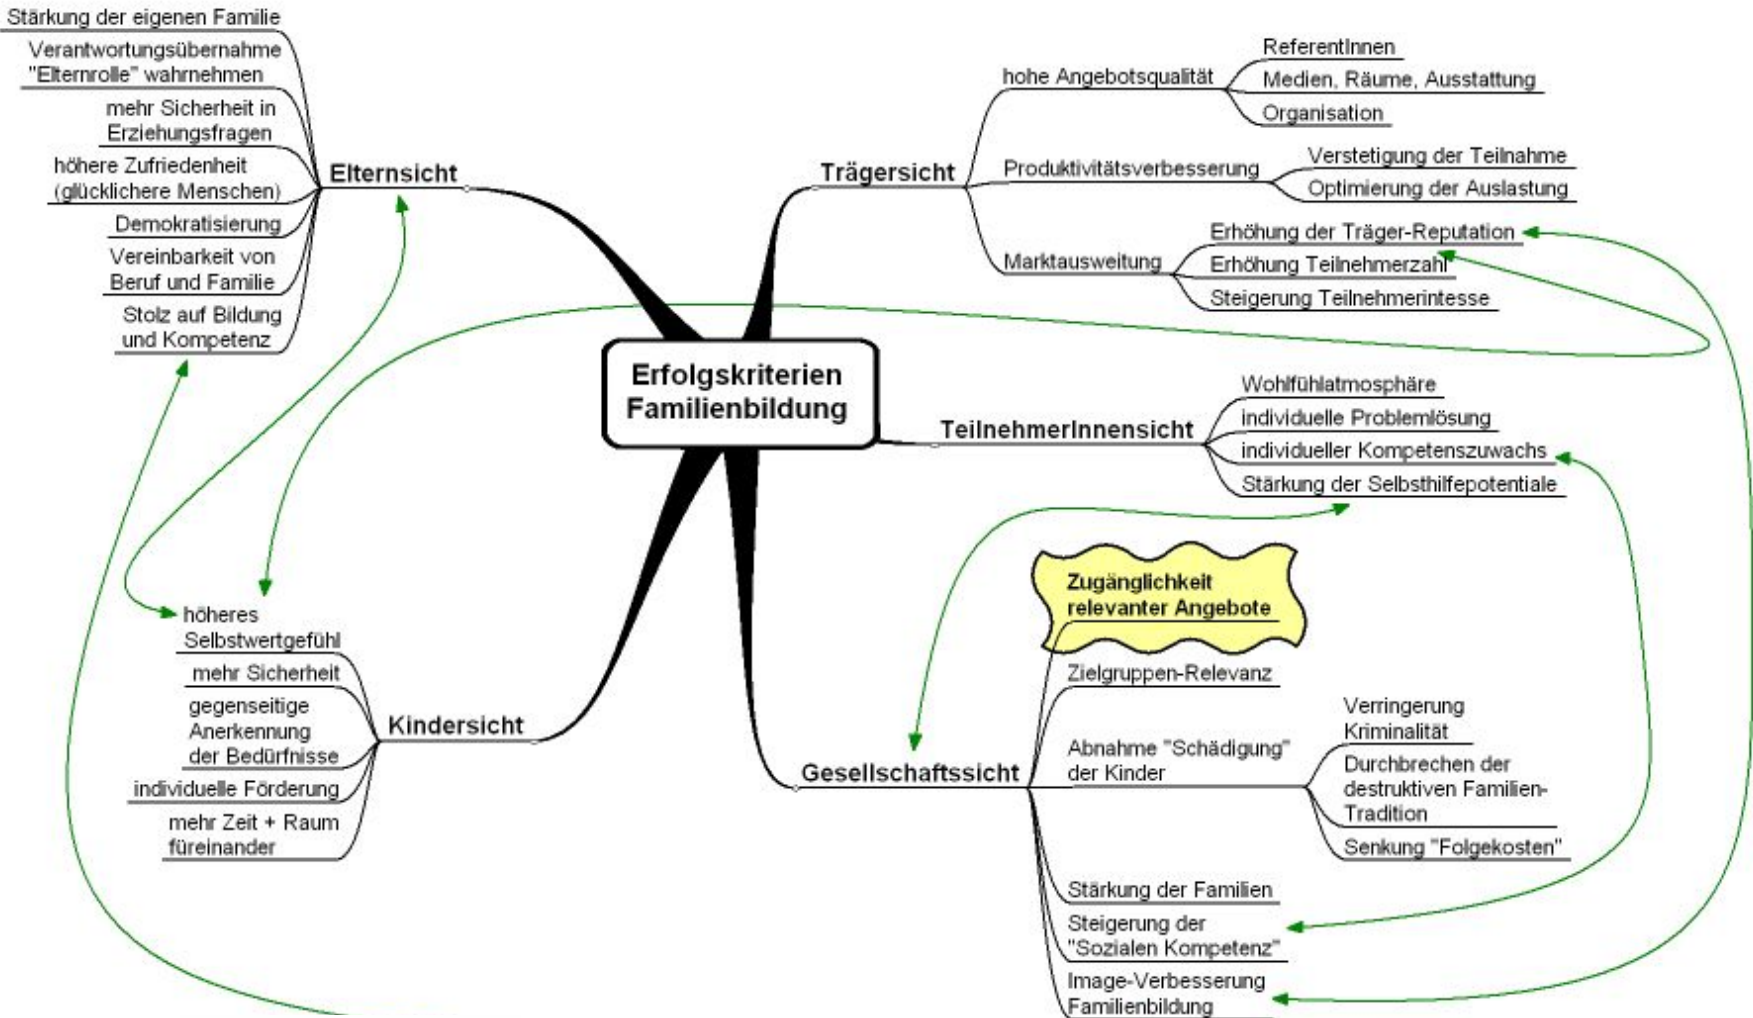 Stärkung der eigenen Familie
Verantwortungsübernahme
"Elternrolle" wahrnehmen
mehr Sicherheit in
Erziehungsfragen
höhere Zufriedenheit
(glücklichere Menschen)
Demokratisierung
Vereinbarkeit von
Beruf und Familie
Stolz auf Bildung
und Kompetenz
Elternsicht
Trägersicht
hohe Angebotsqualität
ReferentInnen
Medien, Räume, Ausstattung
Organisation
Produktivitätsverbesserung
Verstetigung der Teilnahme
Optimierung der Auslastung
Marktausweitung
Erhöhung der Träger-Reputation
Erhöhung Teilnehmerzahl
Steigerung Teilnehmerintesse
Erfolgskriterien
Familienbildung
TeilnehmerInnensicht
Wohlfühlatmosphäre
individuelle Problemlösung
individueller Kompetenszuwachs
Stärkung der Selbsthilfepotentiale
höheres
Selbstwertgefühl
mehr Sicherheit
gegenseitige
Anerkennung
der Bedürfnisse
individuelle Förderung
mehr Zeit + Raum
füreinander
Kindersicht
Gesellschaftssicht
Zugänglichkeit
relevanter Angebote
Zielgruppen-Relevanz
Abnahme "Schädigung"
der Kinder
Verringerung
Kriminalität
Durchbrechen der
destruktiven Familien-
Tradition
Senkung "Folgekosten"
Stärkung der Familien
Steigerung der
"Sozialen Kompetenz"
Image-Verbesserung
Familienbildung